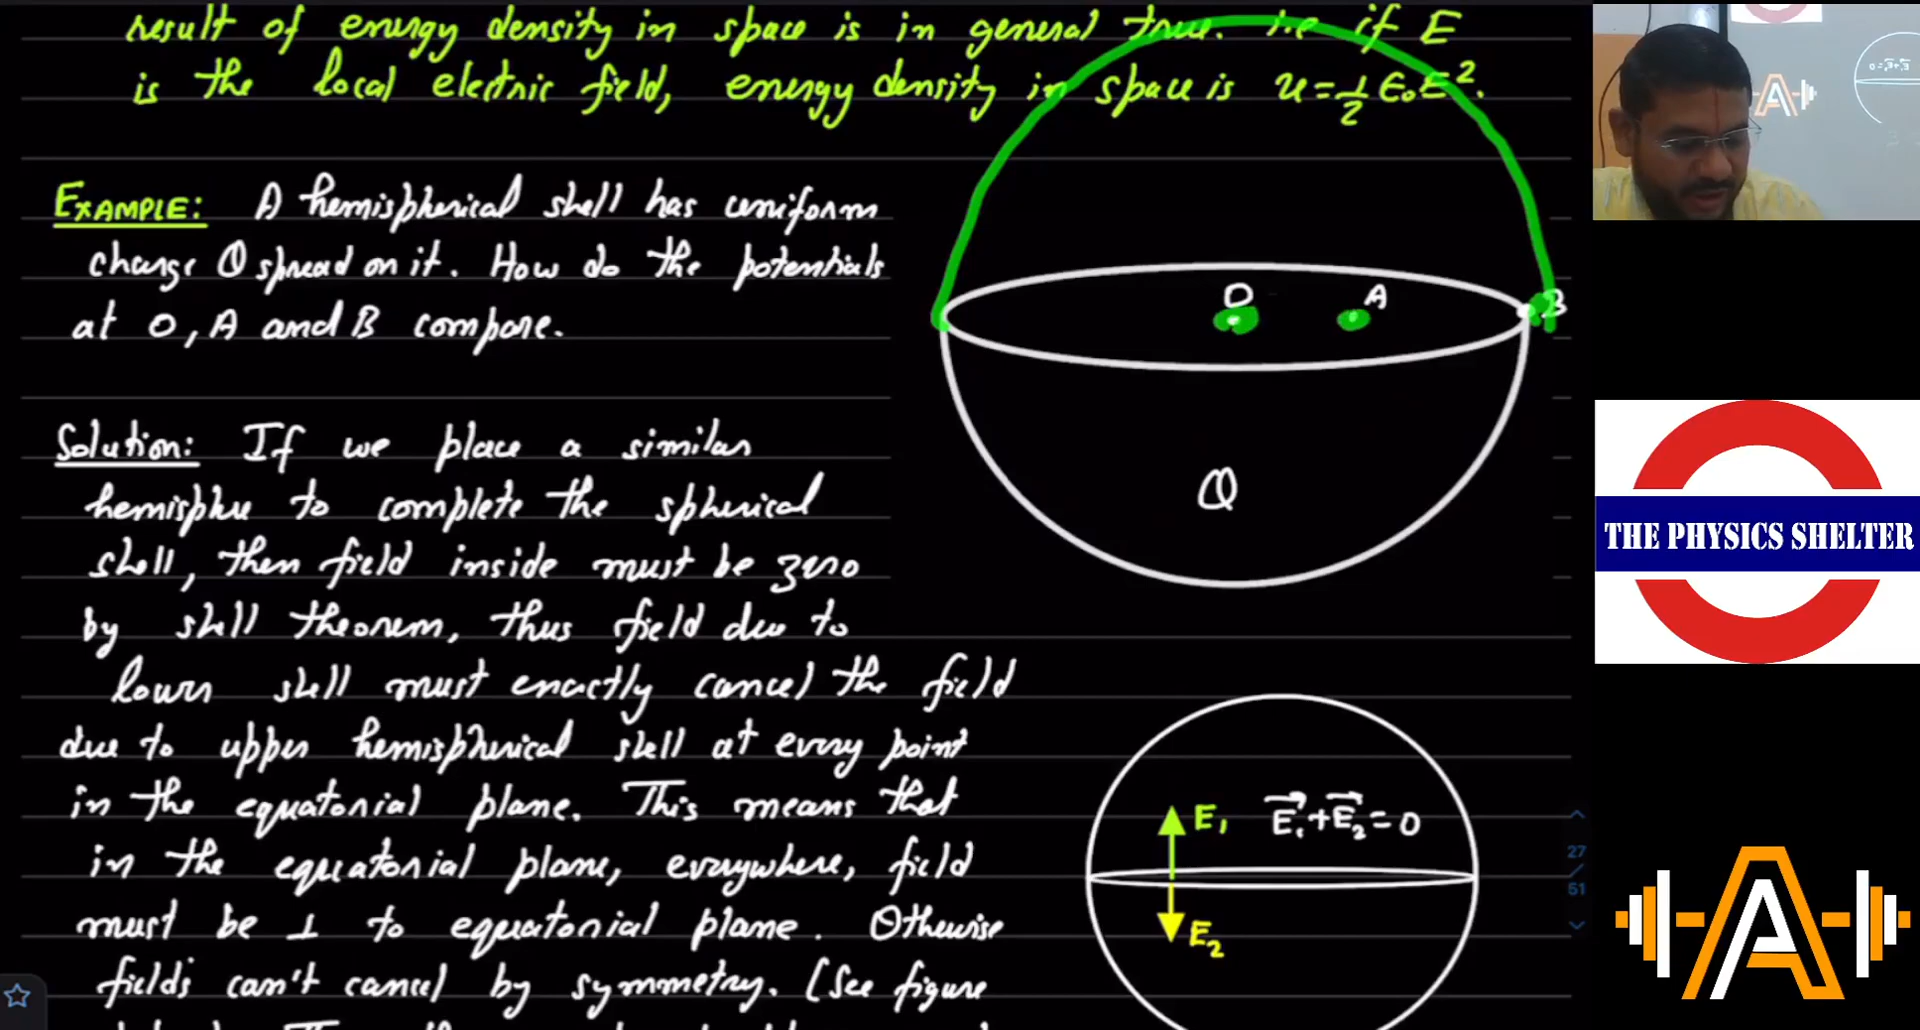 result of energy density in space is in general true. i.e if E
is the local electric field, energy density in space is u = 1/2 ε₀E².
EXAMPLE: A hemispherical shell has uniform
charge Q spread on it. How do the potentials
at O, A and B compare.
O A B
Q
Solution: If we place a similar
hemisphere to complete the spherical
shell, then field inside must be zero
by shell theorem, thus field due to
lower shell must exactly cancel the field
due to upper hemispherical shell at every point
in the equatorial plane. This means that
in the equatorial plane, everywhere, field
must be ⊥ to equatorial plane. Otherwise
fields can't cancel by symmetry. (See figure
E₁ E⃗₁+E⃗₂=0
E₂
27
51
THE PHYSICS SHELTER
A